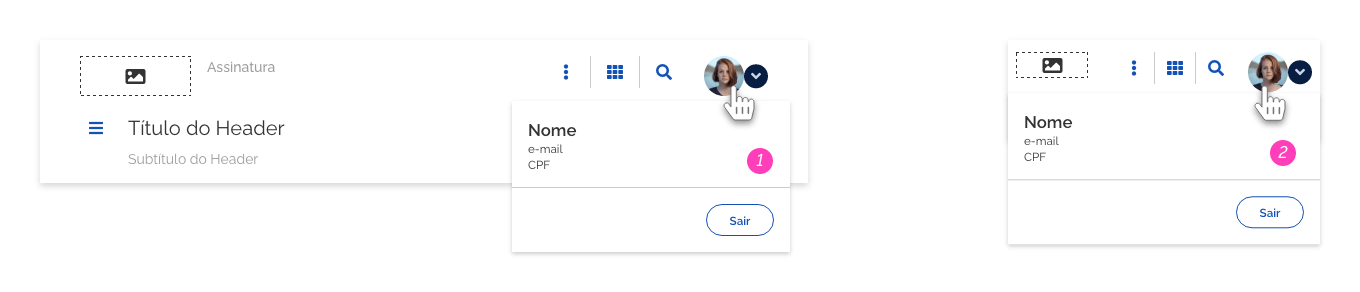 Assinatura
Título do Header
Subtítulo do Header
Nome
e-mail
CPF
1
Sair
Nome
e-mail
CPF
2
Sair